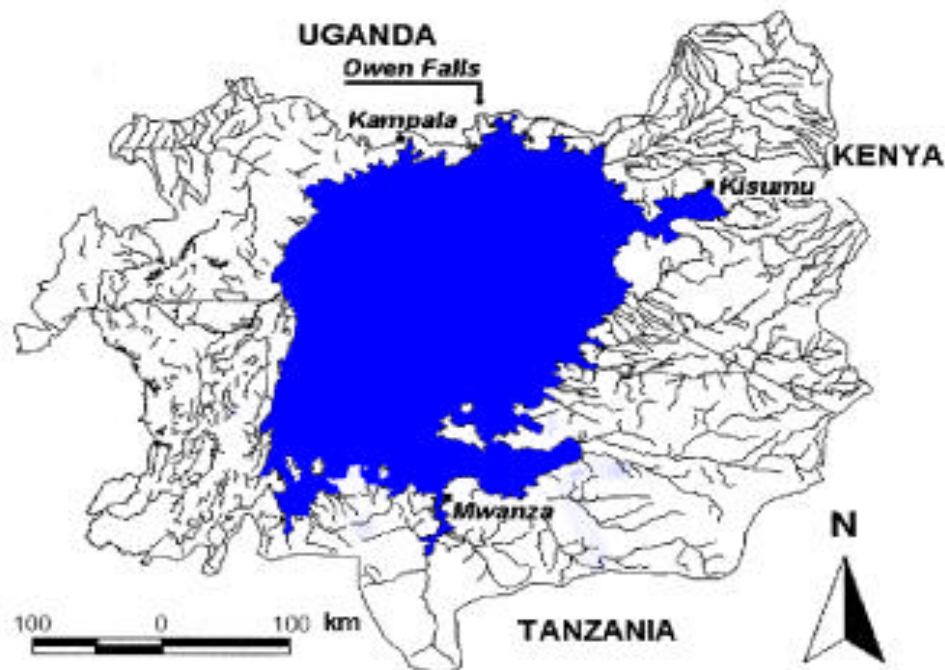 UGANDA
Owen Falls
Kampala
KENYA
Kisumu
Mwanza
N
100 0 100 km
TANZANIA